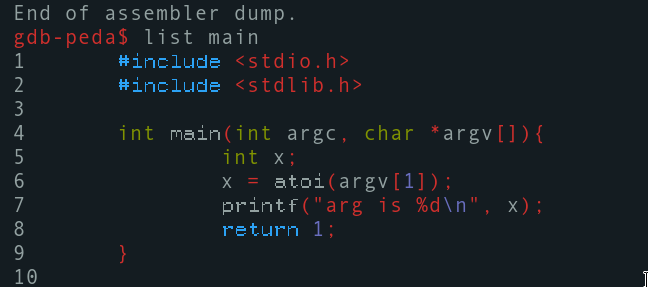 End of assembler dump.
gdb-peda$ list main
1 #include <stdio.h>
2 #include <stdlib.h>
3
4 int main(int argc, char *argv[]){
5 int x;
6 x = atoi(argv[1]);
7 printf("arg is %d\n", x);
8 return 1;
9 }
10